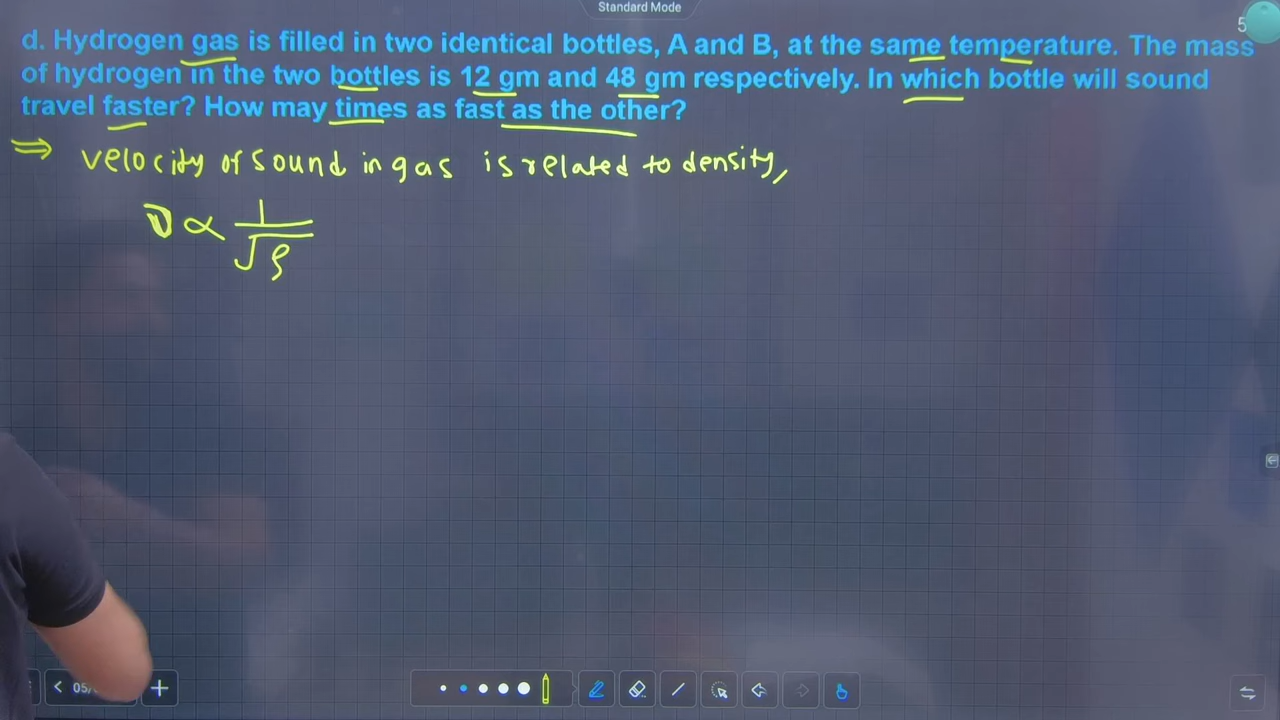 Standard Mode
5
d. Hydrogen gas is filled in two identical bottles, A and B, at the same temperature. The mass
of hydrogen in the two bottles is 12 gm and 48 gm respectively. In which bottle will sound
travel faster? How may times as fast as the other?
⇒ velocity of sound in gas is related to density,
v ∝ 1/√ρ
05/